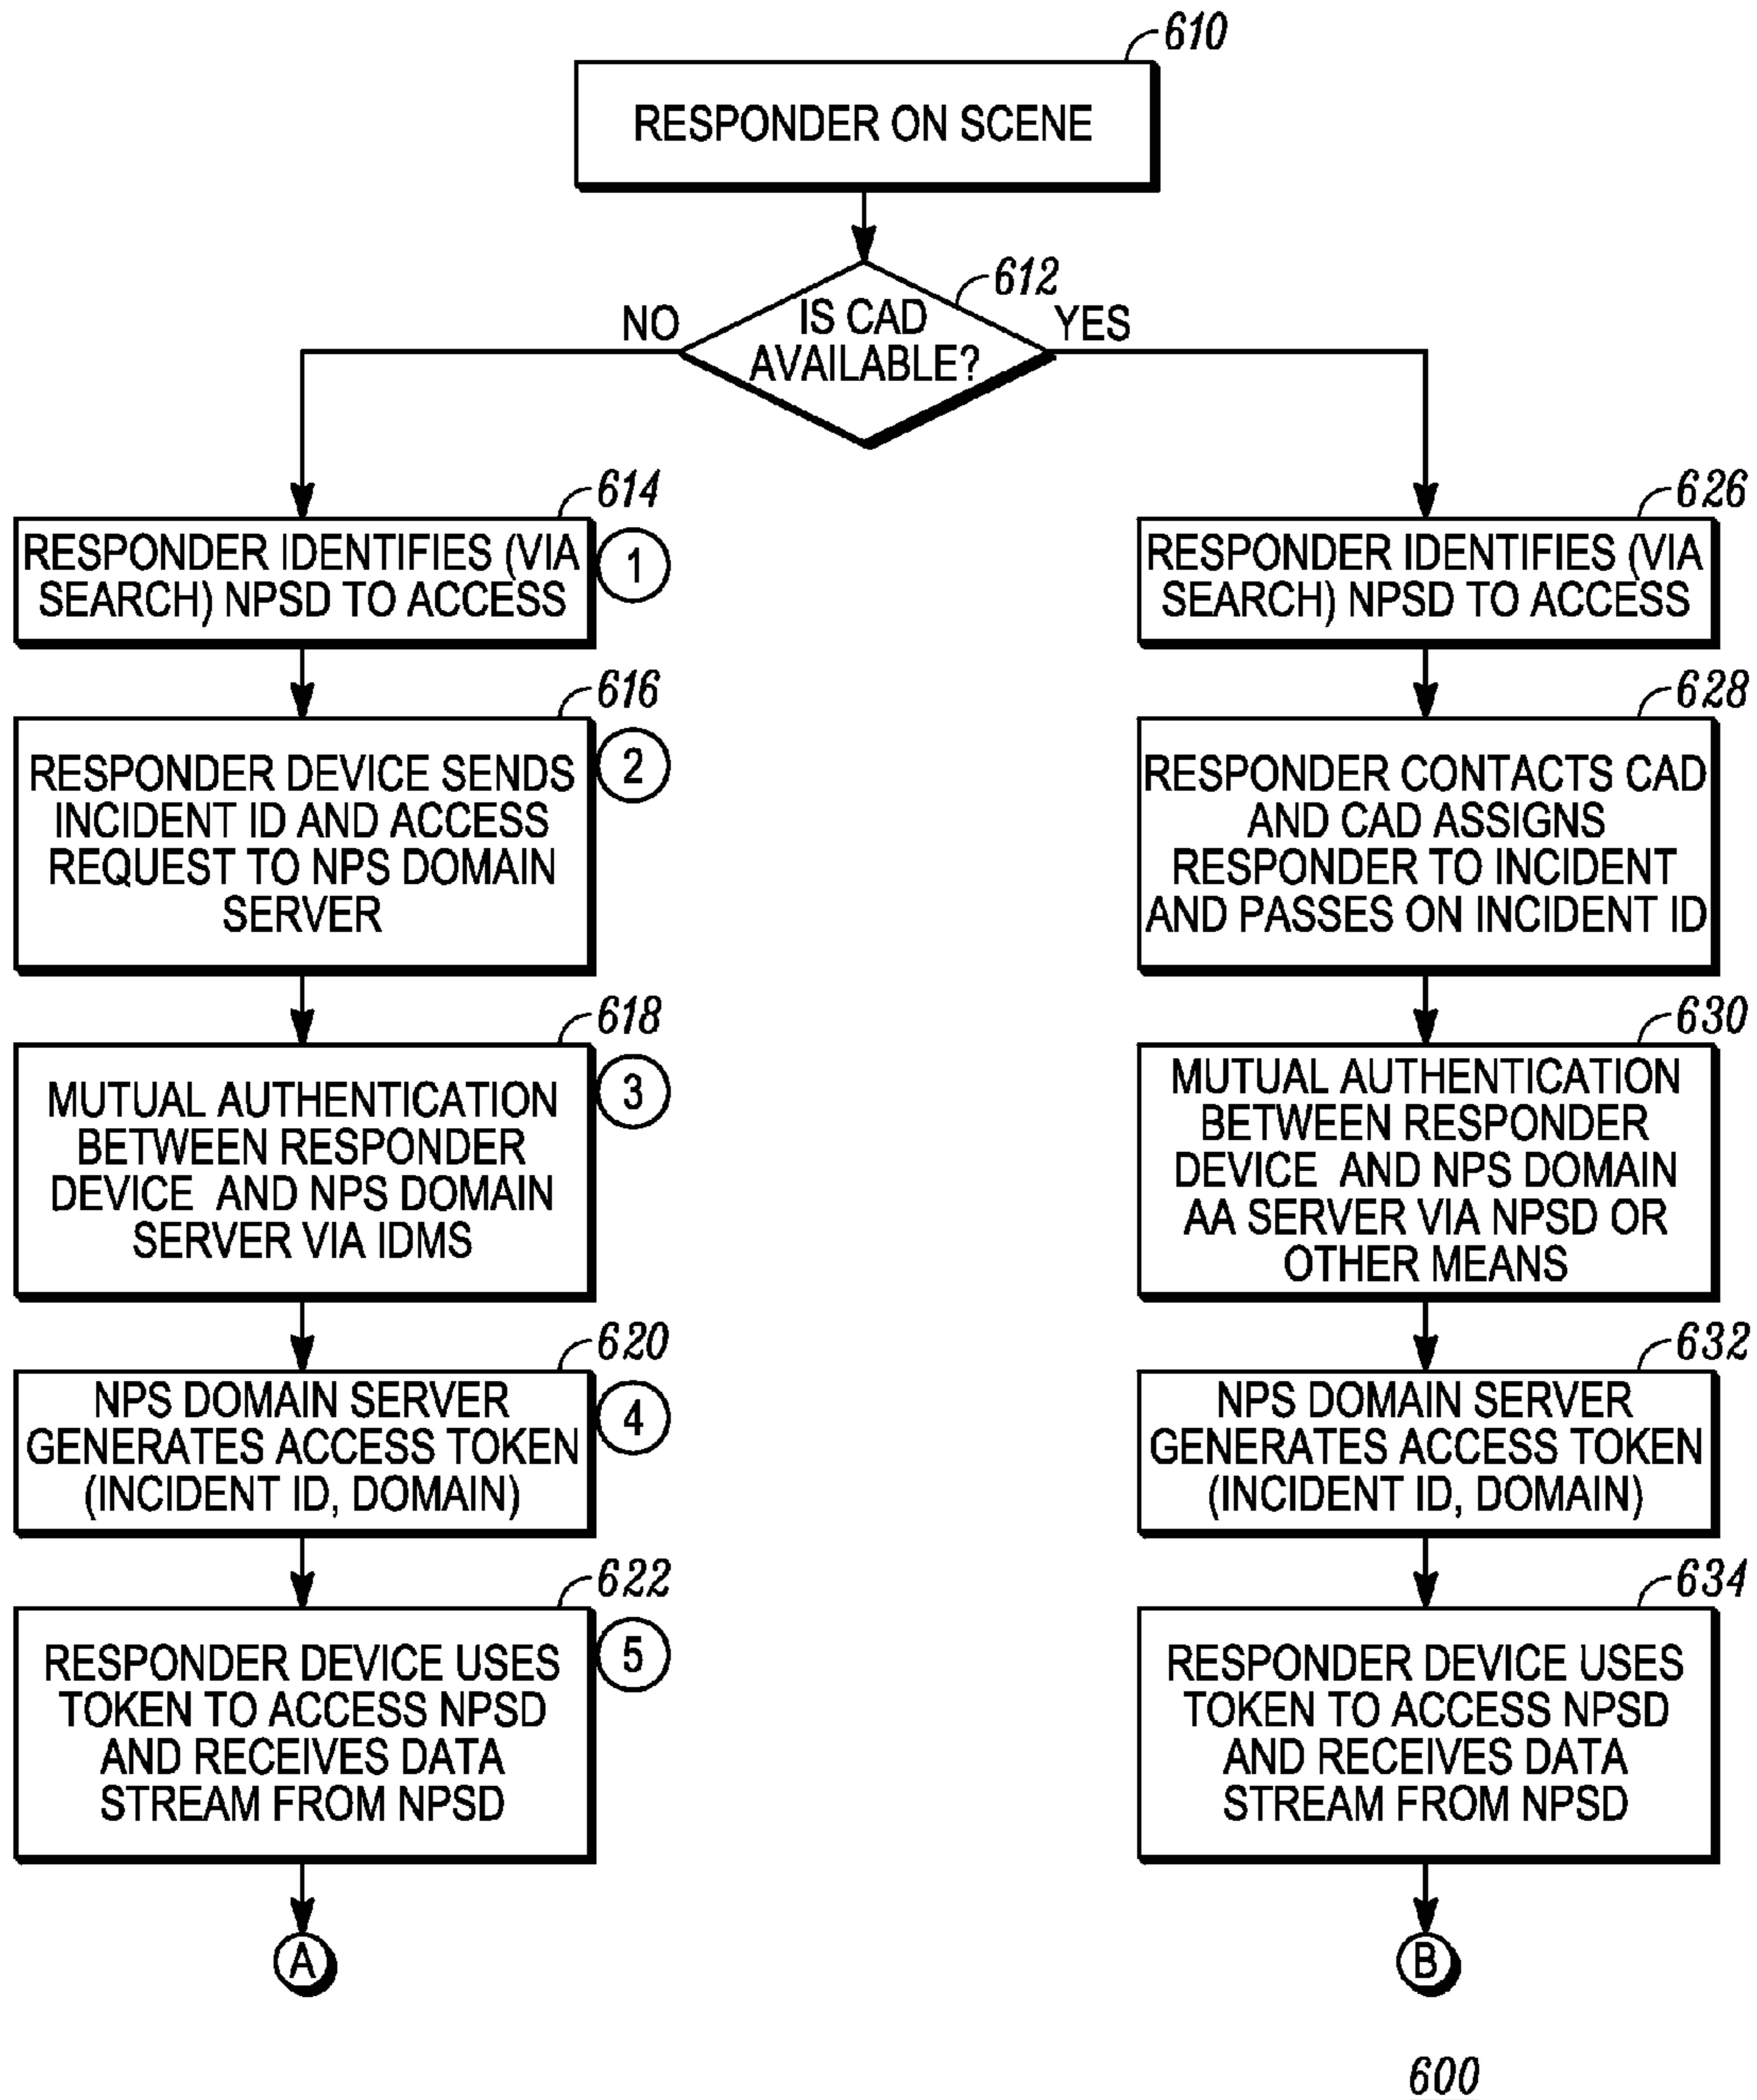 610
RESPONDER ON SCENE
612
NO
IS CAD
AVAILABLE?
YES
614
RESPONDER IDENTIFIES (VIA
SEARCH) NPSD TO ACCESS
1
616
RESPONDER DEVICE SENDS
INCIDENT ID AND ACCESS
REQUEST TO NPS DOMAIN
SERVER
2
618
MUTUAL AUTHENTICATION
BETWEEN RESPONDER
DEVICE AND NPS DOMAIN
SERVER VIA IDMS
3
620
NPS DOMAIN SERVER
GENERATES ACCESS TOKEN
(INCIDENT ID, DOMAIN)
4
622
RESPONDER DEVICE USES
TOKEN TO ACCESS NPSD
AND RECEIVES DATA
STREAM FROM NPSD
5
A
626
RESPONDER IDENTIFIES (VIA
SEARCH) NPSD TO ACCESS
628
RESPONDER CONTACTS CAD
AND CAD ASSIGNS
RESPONDER TO INCIDENT
AND PASSES ON INCIDENT ID
630
MUTUAL AUTHENTICATION
BETWEEN RESPONDER
DEVICE AND NPS DOMAIN
AA SERVER VIA NPSD OR
OTHER MEANS
632
NPS DOMAIN SERVER
GENERATES ACCESS TOKEN
(INCIDENT ID, DOMAIN)
634
RESPONDER DEVICE USES
TOKEN TO ACCESS NPSD
AND RECEIVES DATA
STREAM FROM NPSD
B
600